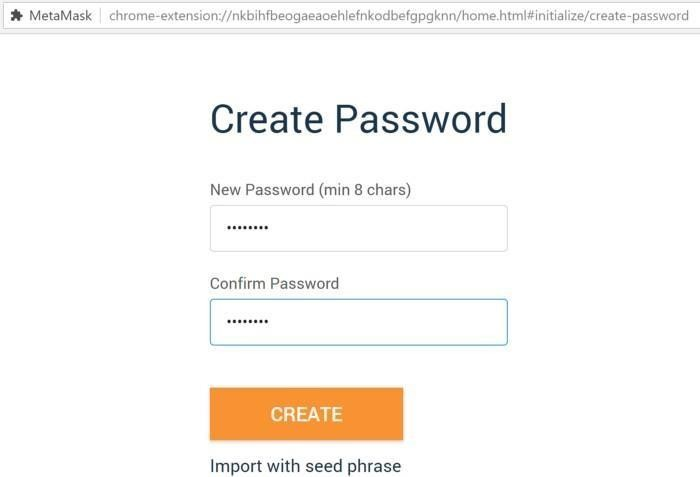 MetaMask chrome-extension://nkbihfbeogaeaoehlefnkodbefgpgknn/home.html#initialize/create-password
Create Password
New Password (min 8 chars)
••••••••
Confirm Password
••••••••
CREATE
Import with seed phrase